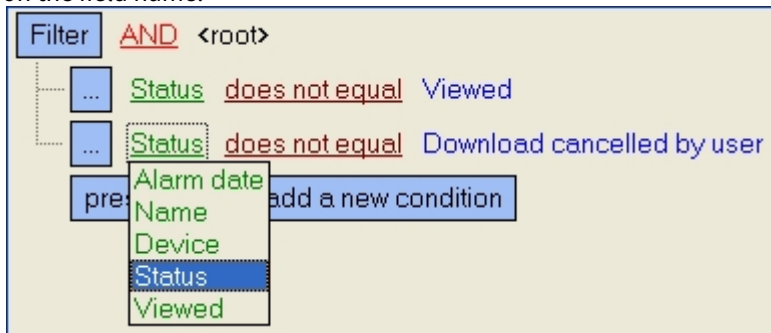 Filter AND <root>
... Status does not equal Viewed
... Status does not equal Download cancelled by user
Alarm date
pre add a new condition
Name
Device
Status
Viewed